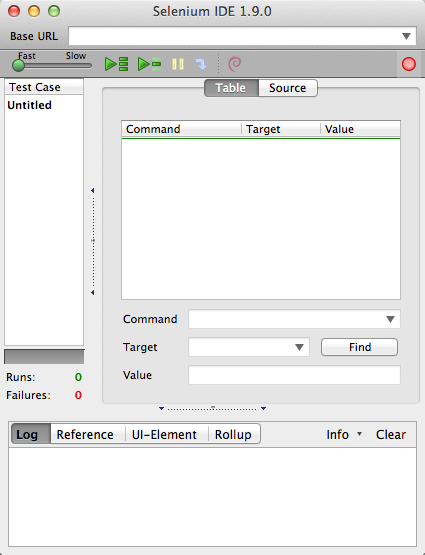 Selenium IDE 1.9.0
Base URL
Fast Slow
Test Case
Untitled
Table Source
Command Target Value
Command
Target Find
Value
Runs: 0
Failures: 0
Log Reference UI-Element Rollup Info Clear